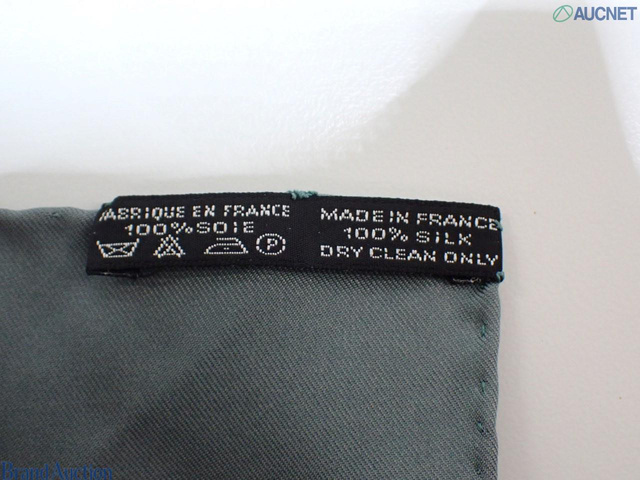 AUCNET
FABRIQUE EN FRANCE
100% SOIE
P
MADE IN FRANCE
100% SILK
DRY CLEAN ONLY
Brand Auction